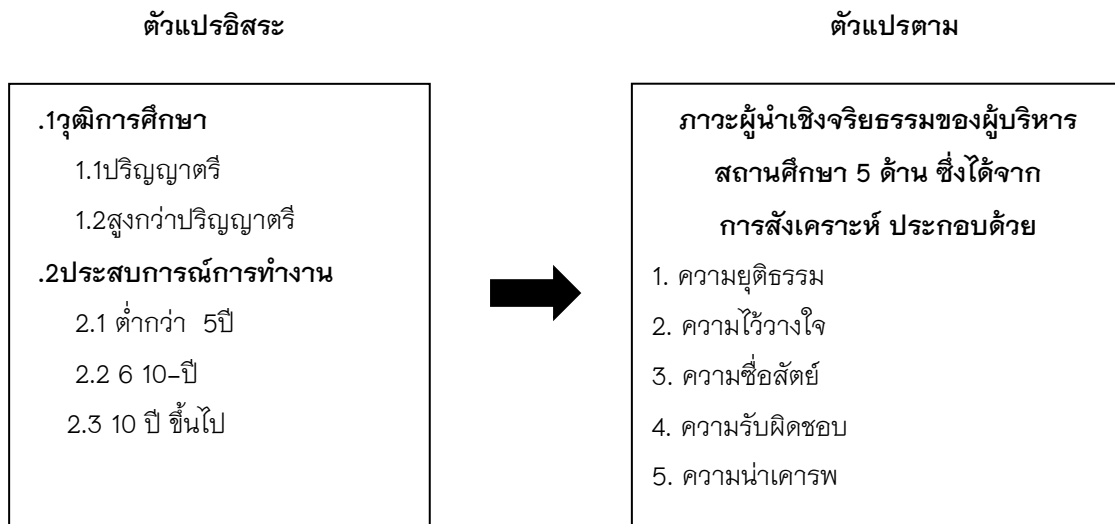 ตัวแปรอิสระ
.1วุฒิการศึกษา
1.1ปริญญาตรี
1.2สูงกว่าปริญญาตรี
.2ประสบการณ์การทำงาน
2.1 ต่ำกว่า 5ปี
2.2 6 10–ปี
2.3 10 ปี ขึ้นไป
ตัวแปรตาม
ภาวะผู้นำเชิงจริยธรรมของผู้บริหาร
สถานศึกษา 5 ด้าน ซึ่งได้จาก
การสังเคราะห์ ประกอบด้วย
1. ความยุติธรรม
2. ความไว้วางใจ
3. ความซื่อสัตย์
4. ความรับผิดชอบ
5. ความน่าเคารพ